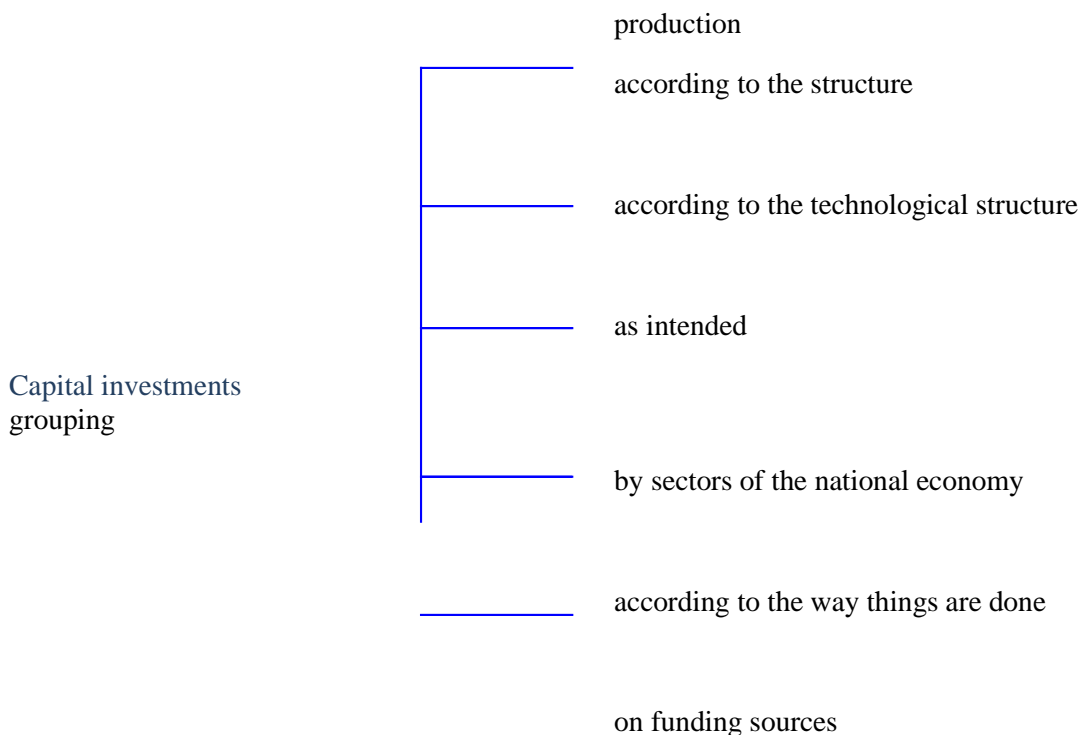 production
according to the structure
according to the technological structure
as intended
Capital investments
grouping
by sectors of the national economy
according to the way things are done
on funding sources